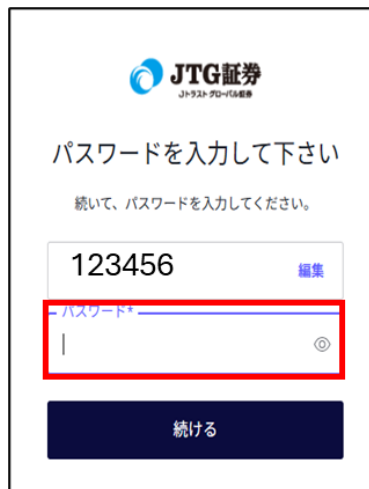 JTG証券
Jトラスト グローバル証券
パスワードを入力して下さい
続いて、パスワードを入力してください。
123456
編集
パスワード*
続ける